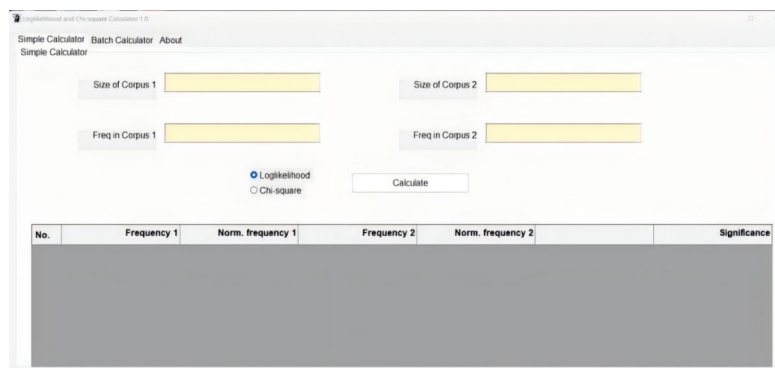 Loglikelihood and Chi-square Calculator 1.0
Simple Calculator Batch Calculator About
Simple Calculator
Size of Corpus 1 Size of Corpus 2
Freq in Corpus 1 Freq in Corpus 2
Loglikelihood
Chi-square
Calculate
No. Frequency 1 Norm. frequency 1 Frequency 2 Norm. frequency 2 Significance